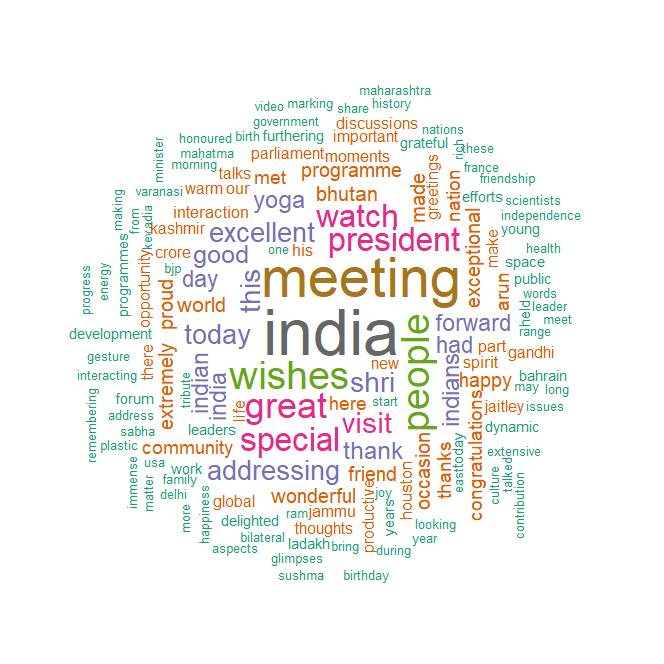 maharashtra
video marking share history
government discussions
honoured birth furthering important nations
mahatma parliament moments grateful rich these
minister morning talks met programme france
varanasi warm our bhutan greetings friendship
making from key adia interaction yoga watch made nation efforts scientists
kashmir excellent president exceptional independence
programmes opportunity crore good one his make young
bjp day this meeting space health
progress energy proud world arun public
words
held leader
development today india people forward range meet
gesture there indian had part
spirit gandhi
interacting extremely india wishes shri new indians happy bahrain
remembering forum tribute life great here start may long
address leaders special visit congratulations jaitley issues
sabha dynamic
plastic community thank occasion thanks easttoday extensive
immense usa work addressing friend houston culture talked
matter family
delhi happiness wonderful productive joy contribution
more global ram jammu years
delighted thoughts looking
bilateral ladakh bring during year
aspects glimpses
sushma birthday